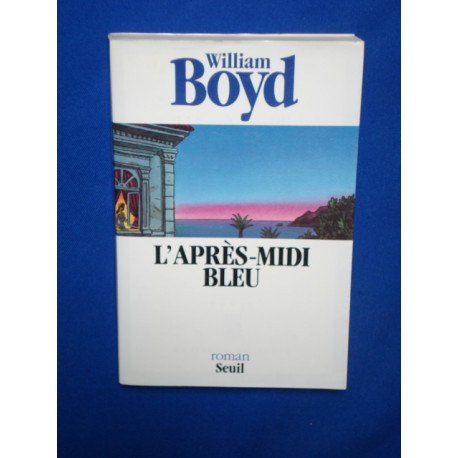 William
Boyd
L'APRÈS-MIDI
BLEU
roman
Seuil